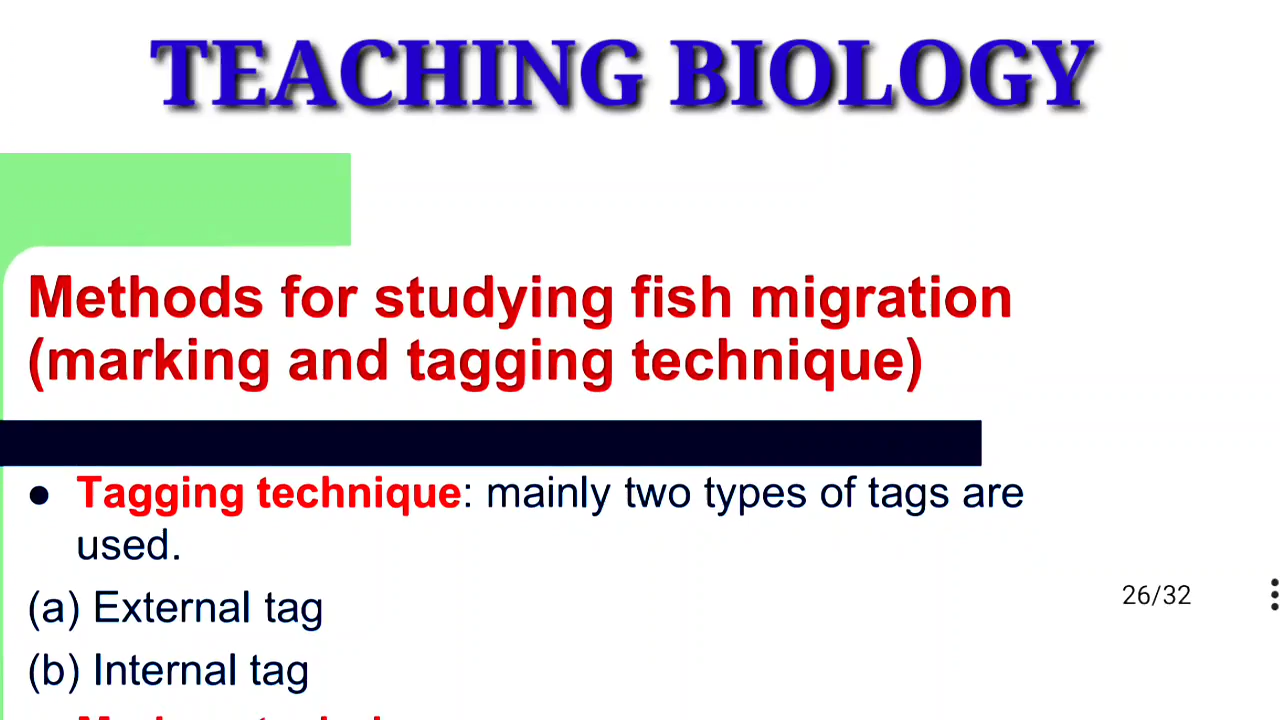 TEACHING BIOLOGY
Methods for studying fish migration
(marking and tagging technique)
● Tagging technique: mainly two types of tags are
used.
26/32
(a) External tag
(b) Internal tag